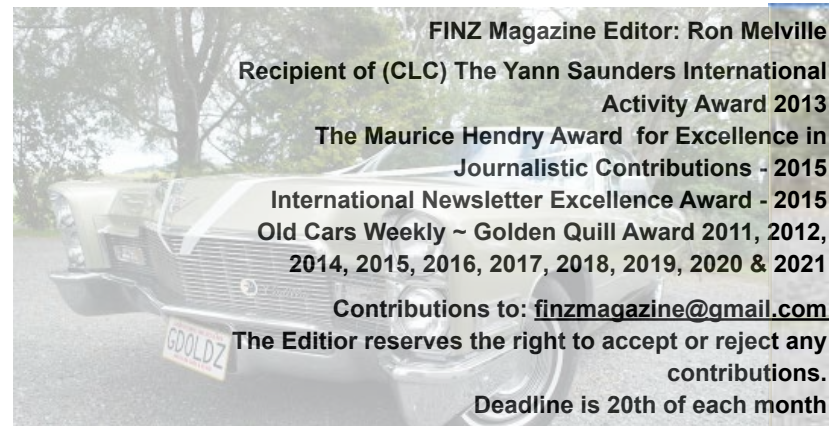 FINZ Magazine Editor: Ron Melville
Recipient of (CLC) The Yann Saunders International
Activity Award 2013
The Maurice Hendry Award for Excellence in
Journalistic Contributions - 2015
International Newsletter Excellence Award - 2015
Old Cars Weekly ~ Golden Quill Award 2011, 2012,
2014, 2015, 2016, 2017, 2018, 2019, 2020 & 2021
Contributions to: finzmagazine@gmail.com
The Editior reserves the right to accept or reject any
contributions.
Deadline is 20th of each month
GDOLDZ